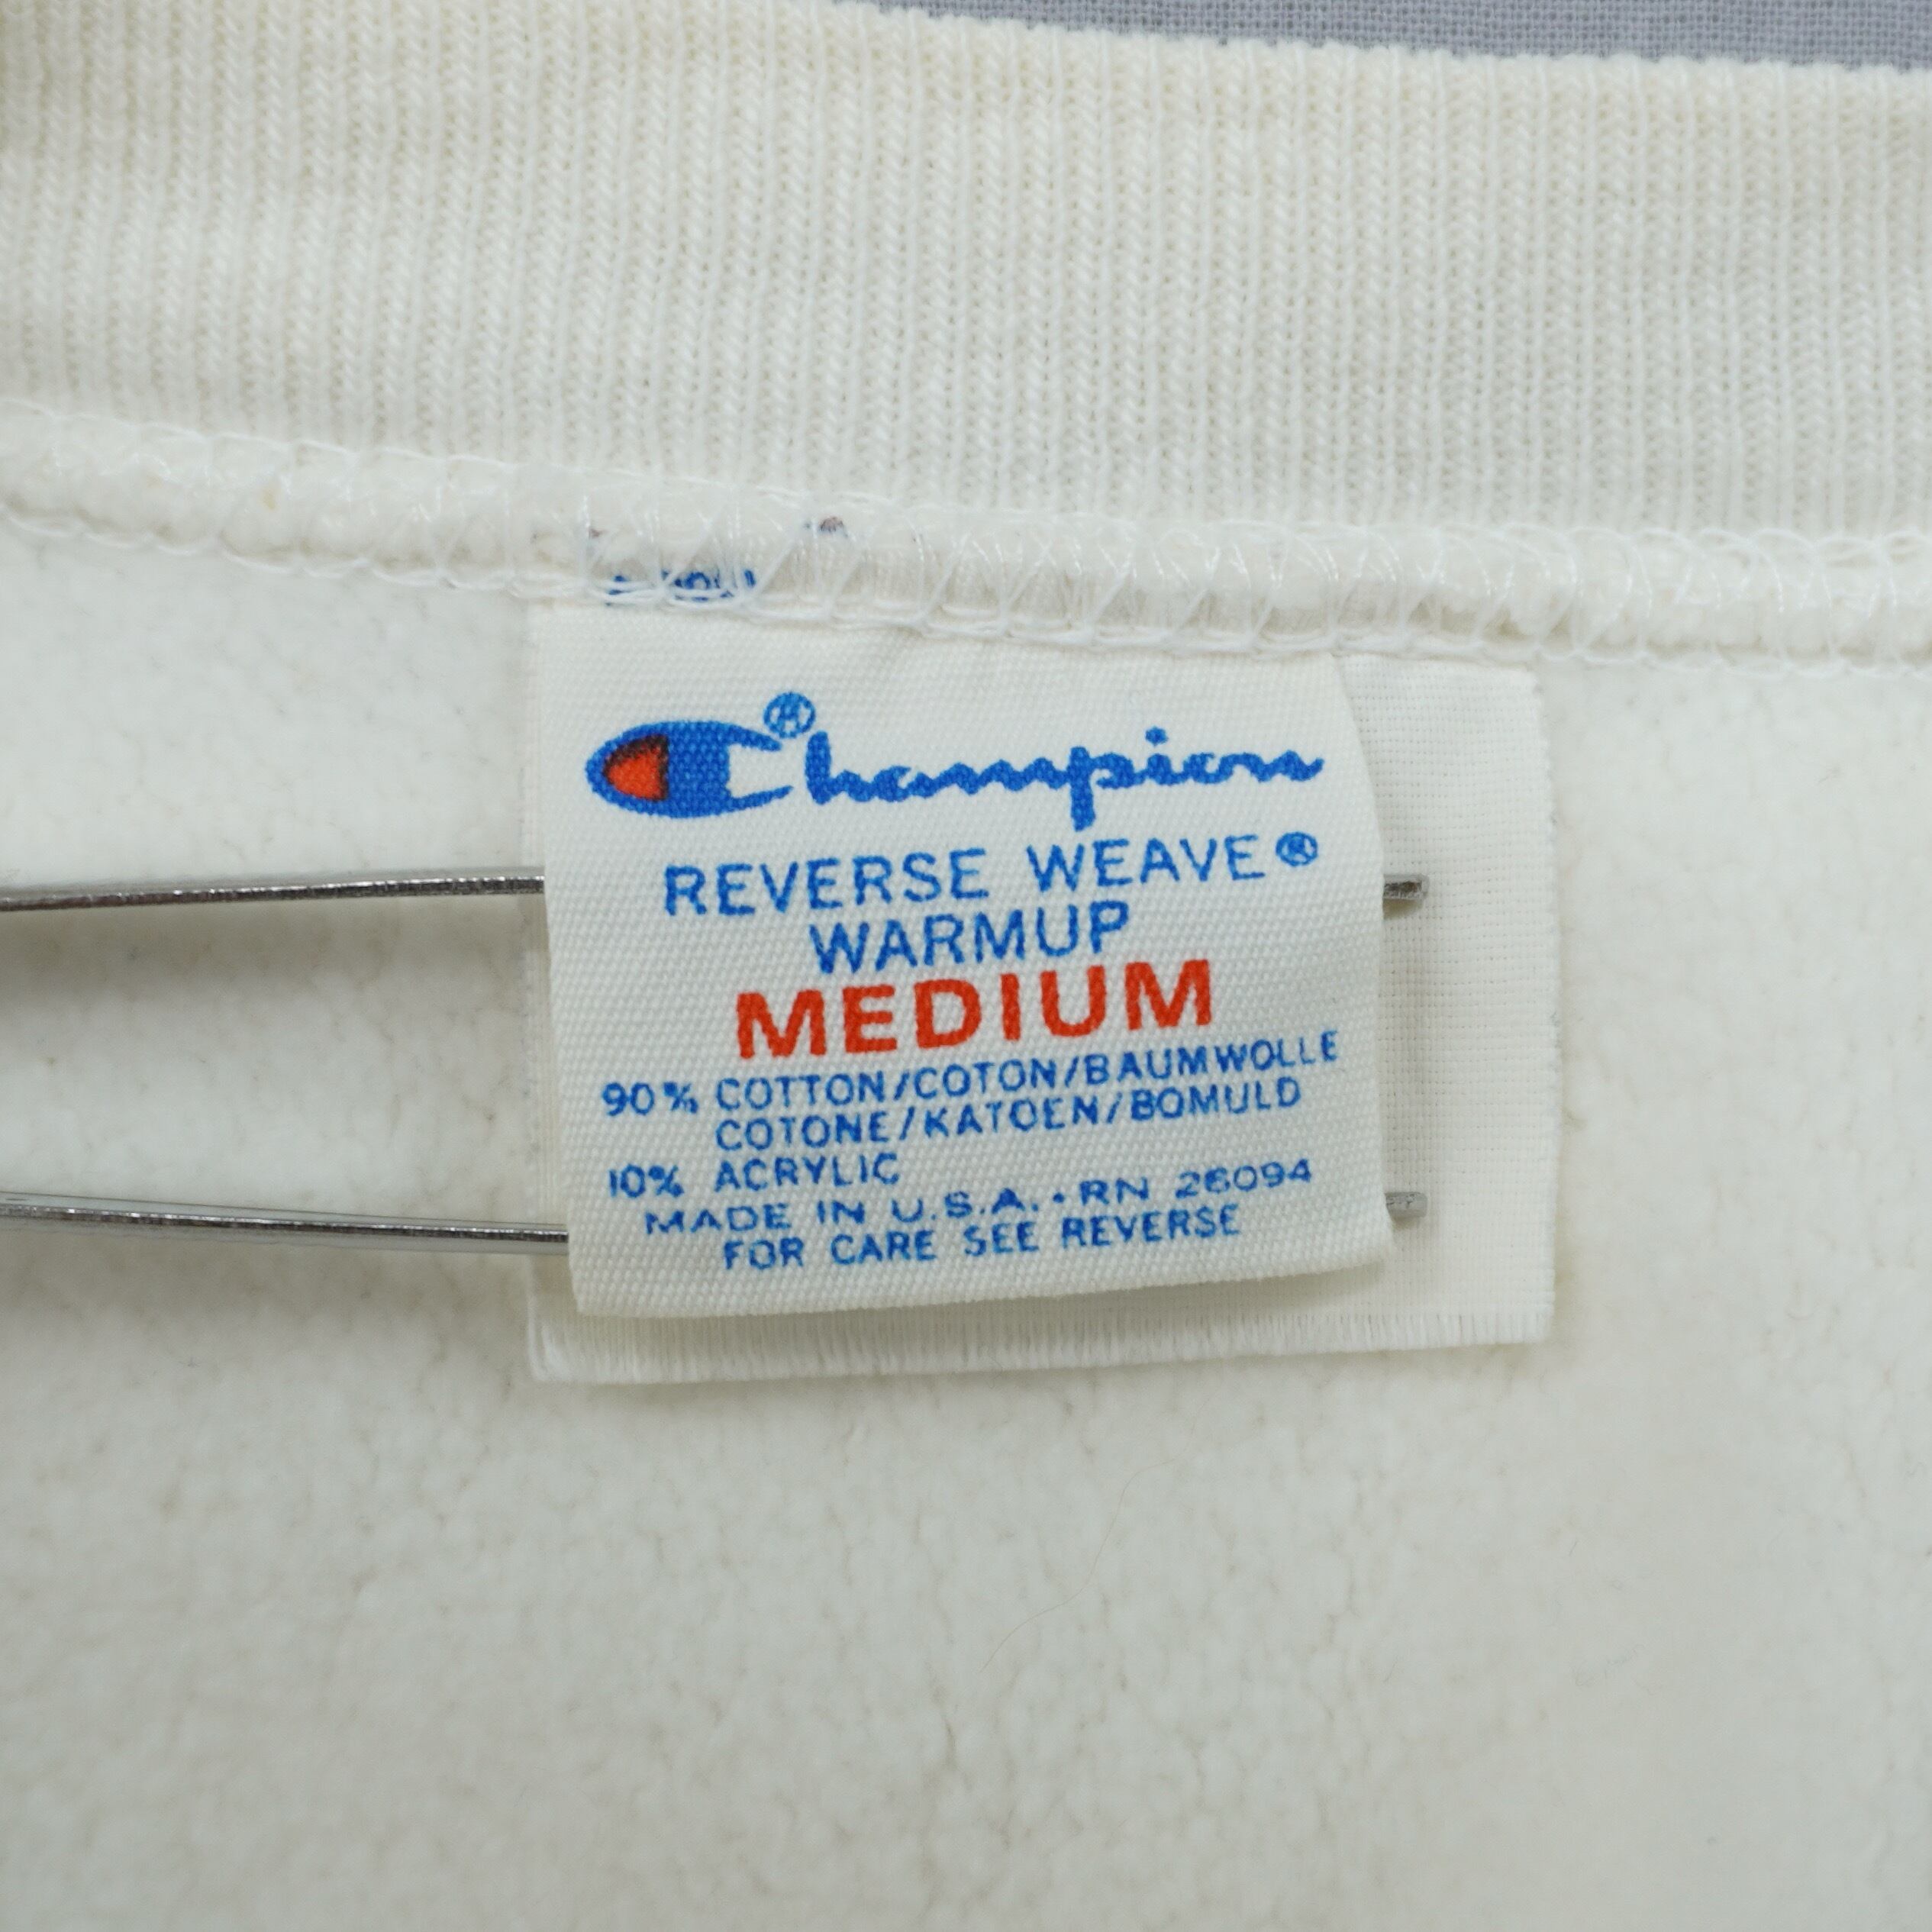 Champion®
REVERSE WEAVE®
WARMUP
MEDIUM
90% COTTON/COTON/BAUMWOLLE
COTONE/KATOEN/BOMULD
10% ACRYLIC
MADE IN U.S.A. • RN 26094
FOR CARE SEE REVERSE